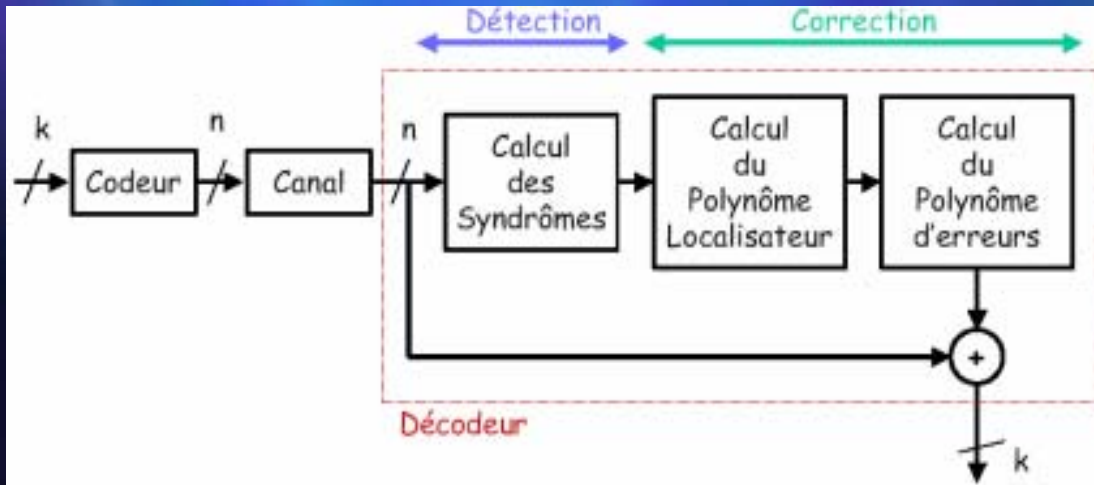 Détection
Correction
k
n
n
Codeur
Canal
Calcul
des
Syndrômes
Calcul
du
Polynôme
Localisateur
Calcul
du
Polynôme
d'erreurs
+
Décodeur
k